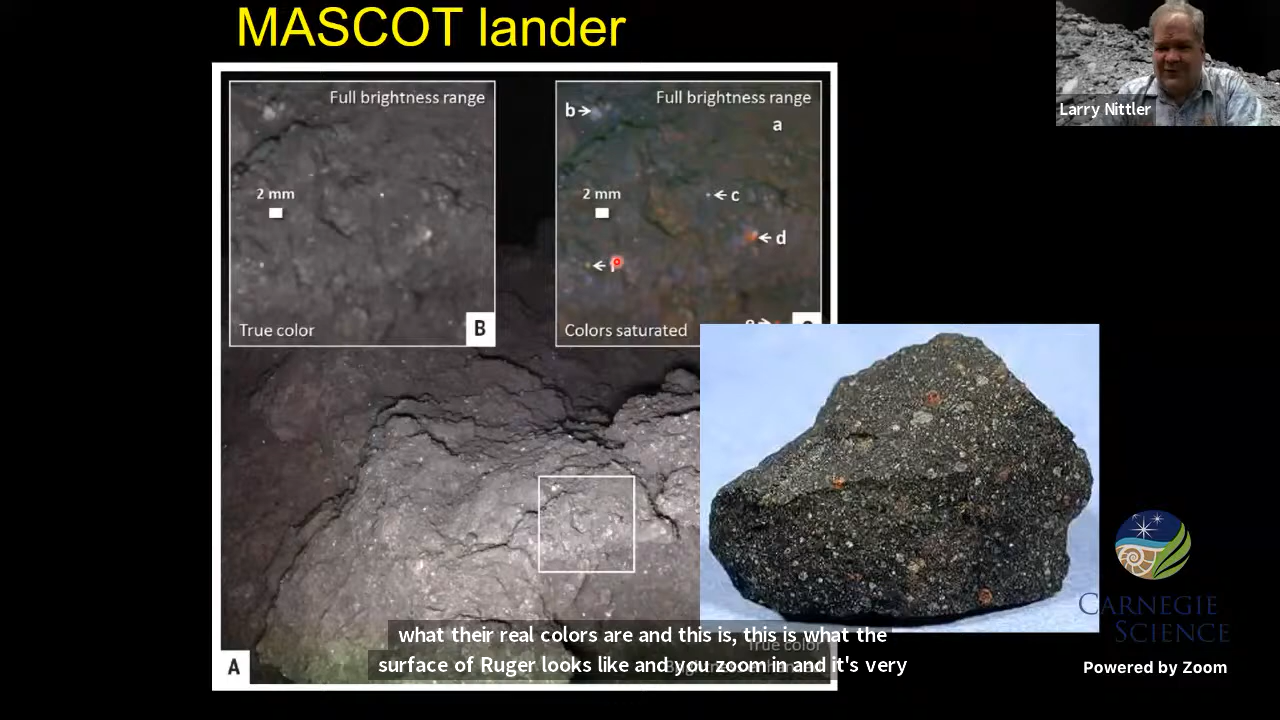 MASCOT lander
Full brightness range
2 mm
True color
B
Full brightness range
b
a
2 mm
c
d
Colors saturated
A
True color
Larry Nittler
what their real colors are and this is, this is what the
surface of Ruger looks like and you zoom in and it's very
CARNEGIE
SCIENCE
Powered by Zoom